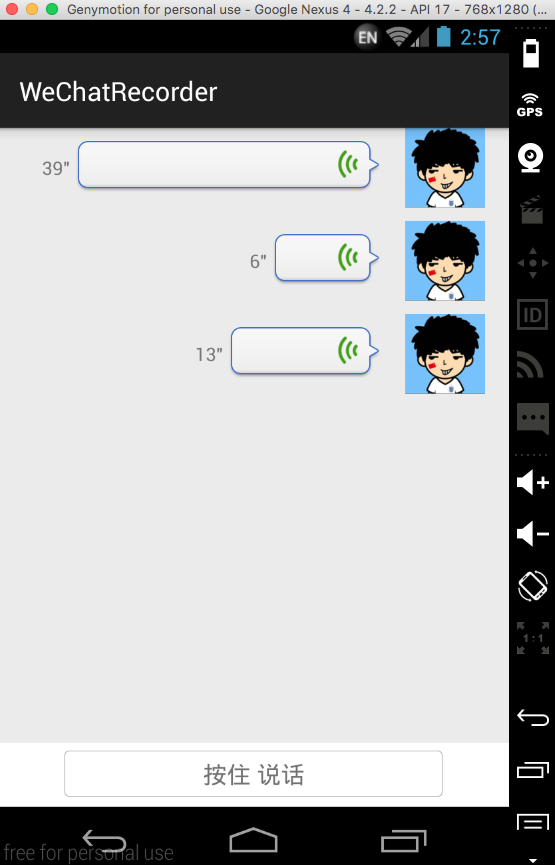 Genymotion for personal use - Google Nexus 4 - 4.2.2 - API 17 - 768x1280 (...
EN 2:57
WeChatRecorder
GPS
39"
6"
13"
ID
1:1
按住 说话
free for personal use